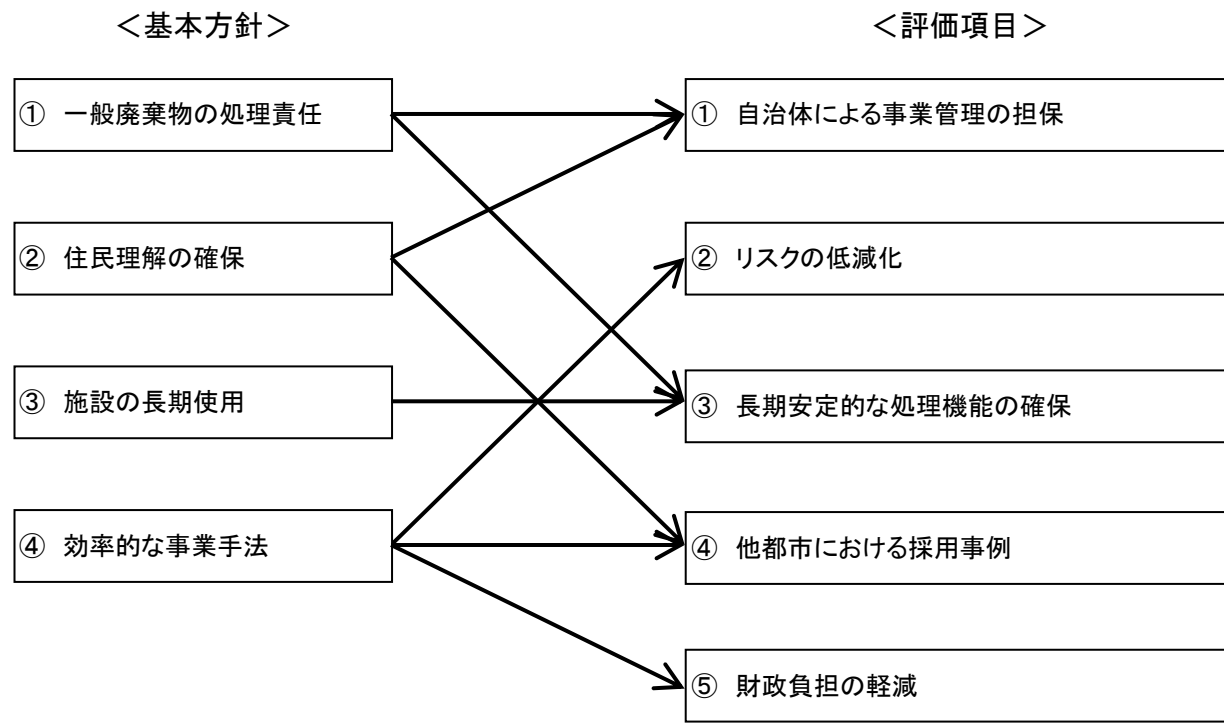 ＜基本方針＞
＜評価項目＞
① 一般廃棄物の処理責任
① 自治体による事業管理の担保
② 住民理解の確保
② リスクの低減化
③ 施設の長期使用
③ 長期安定的な処理機能の確保
④ 効率的な事業手法
④ 他都市における採用事例
⑤ 財政負担の軽減